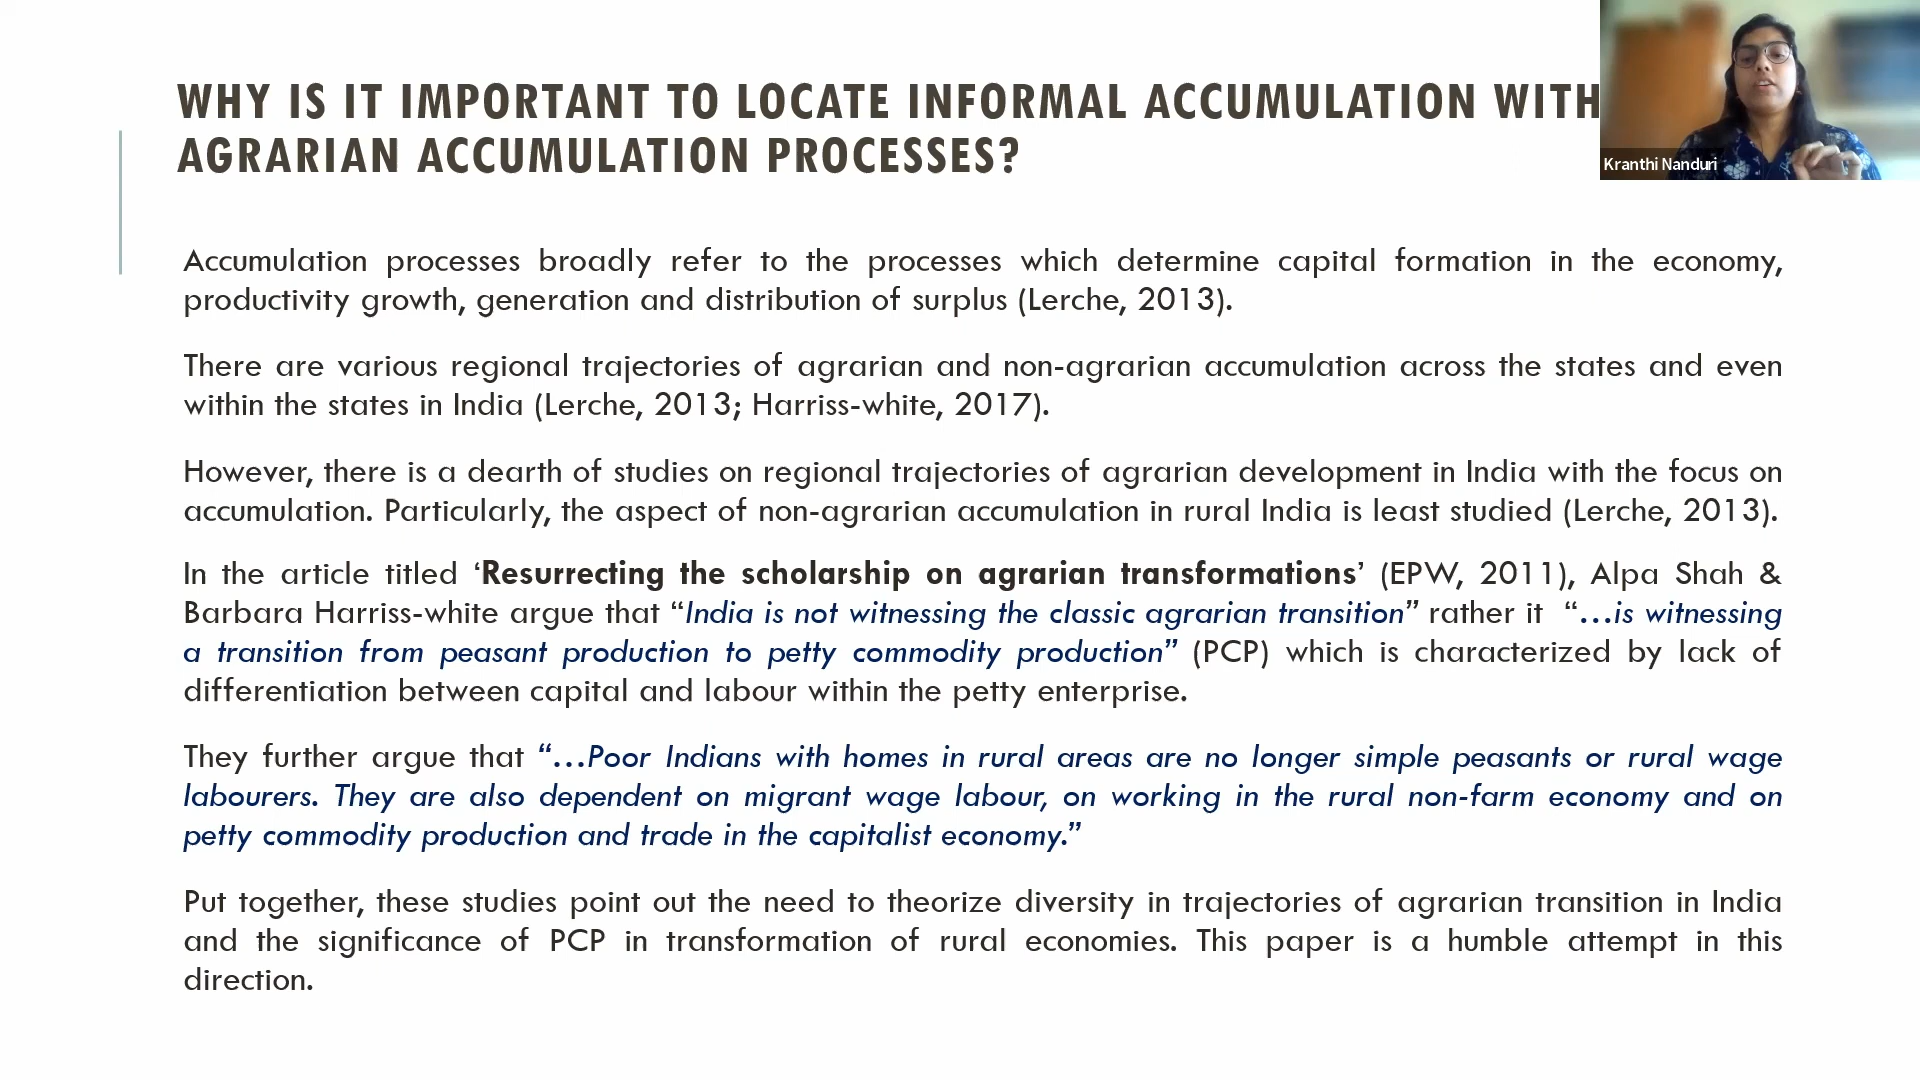 WHY IS IT IMPORTANT TO LOCATE INFORMAL ACCUMULATION WITH
AGRARIAN ACCUMULATION PROCESSES?
Kranthi Nanduri
Accumulation processes broadly refer to the processes which determine capital formation in the economy,
productivity growth, generation and distribution of surplus (Lerche, 2013).
There are various regional trajectories of agrarian and non-agrarian accumulation across the states and even
within the states in India (Lerche, 2013; Harriss-white, 2017).
However, there is a dearth of studies on regional trajectories of agrarian development in India with the focus on
accumulation. Particularly, the aspect of non-agrarian accumulation in rural India is least studied (Lerche, 2013).
In the article titled ‘Resurrecting the scholarship on agrarian transformations’ (EPW, 2011), Alpa Shah &
Barbara Harriss-white argue that “India is not witnessing the classic agrarian transition” rather it “…is witnessing
a transition from peasant production to petty commodity production” (PCP) which is characterized by lack of
differentiation between capital and labour within the petty enterprise.
They further argue that “…Poor Indians with homes in rural areas are no longer simple peasants or rural wage
labourers. They are also dependent on migrant wage labour, on working in the rural non-farm economy and on
petty commodity production and trade in the capitalist economy.”
Put together, these studies point out the need to theorize diversity in trajectories of agrarian transition in India
and the significance of PCP in transformation of rural economies. This paper is a humble attempt in this
direction.